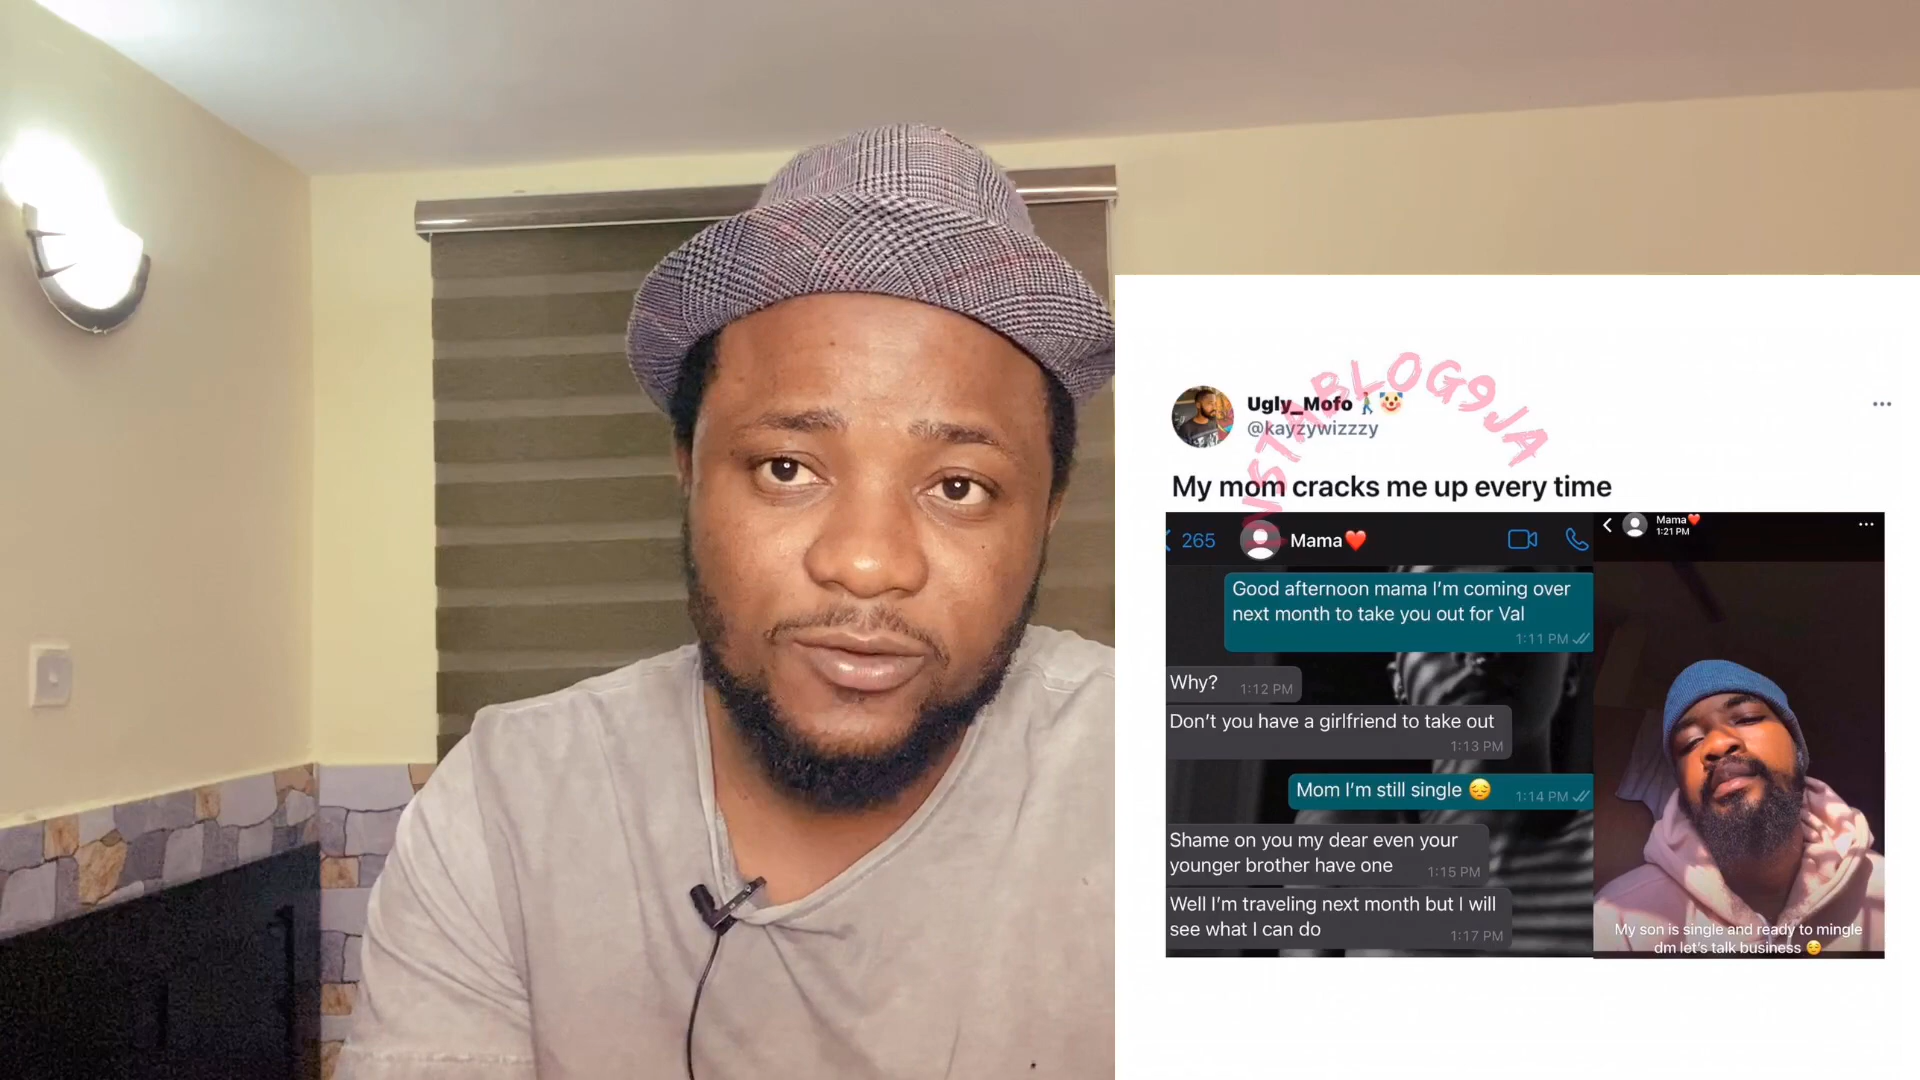 INSTABLOG9JA
Ugly_Mofo 🚶‍♂️🤡
@kayzywizzzy
My mom cracks me up every time
265
Mama❤️
Good afternoon mama I’m coming over
next month to take you out for Val
1:11 PM
Why?
1:12 PM
Don’t you have a girlfriend to take out
1:13 PM
Mom I’m still single 😔
1:14 PM
Shame on you my dear even your
younger brother have one
1:15 PM
Well I’m traveling next month but I will
see what I can do
1:17 PM
Mama❤️
1:21 PM
My son is single and ready to mingle
dm let’s talk business 😌